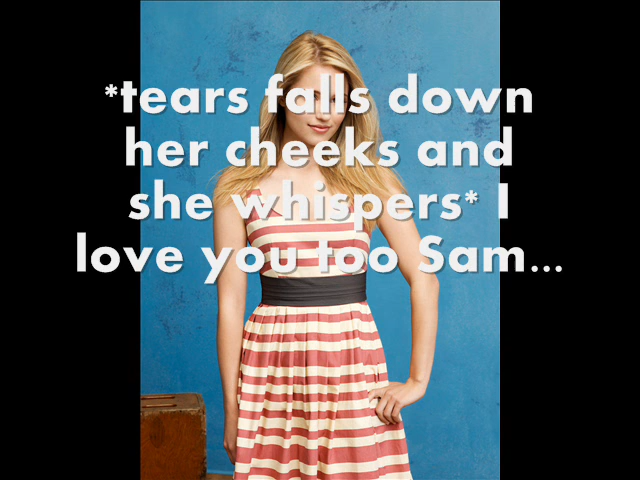 *tears falls down
her cheeks and
she whispers* I
love you too Sam...